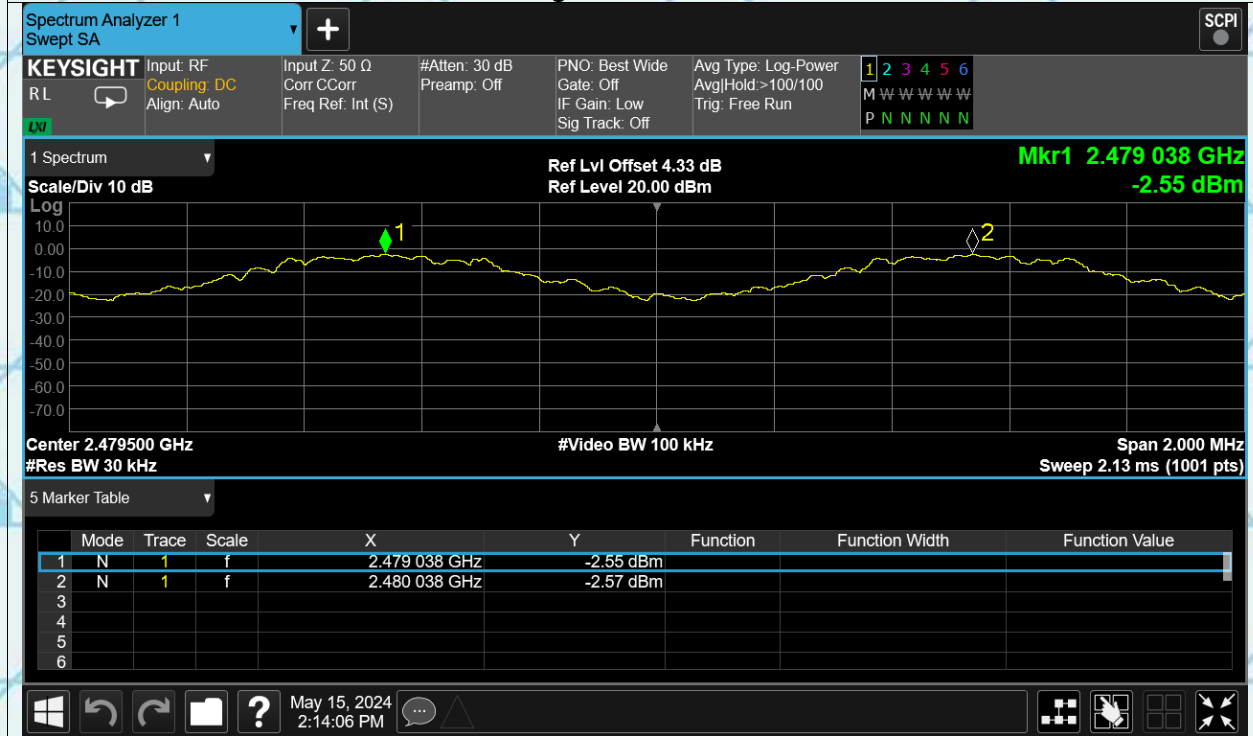 Spectrum Analyzer 1
Swept SA
SCPI
KEYSIGHT
R L
LXI
Input: RF
Coupling: DC
Align: Auto
Input Z: 50 Ω
Corr CCorr
Freq Ref: Int (S)
#Atten: 30 dB
Preamp: Off
PNO: Best Wide
Gate: Off
IF Gain: Low
Sig Track: Off
Avg Type: Log-Power
Avg|Hold:>100/100
Trig: Free Run
1 2 3 4 5 6
M W W W W W
P N N N N N
1 Spectrum
Scale/Div 10 dB
Ref Lvl Offset 4.33 dB
Ref Level 20.00 dBm
Mkr1 2.479 038 GHz
-2.55 dBm
Log
10.0
0.00
-10.0
-20.0
-30.0
-40.0
-50.0
-60.0
-70.0
1
2
Center 2.479500 GHz
#Video BW 100 kHz
Span 2.000 MHz
#Res BW 30 kHz
Sweep 2.13 ms (1001 pts)
5 Marker Table
Mode Trace Scale X Y Function Function Width Function Value
1 N 1 f 2.479 038 GHz -2.55 dBm
2 N 1 f 2.480 038 GHz -2.57 dBm
3
4
5
6
?
May 15, 2024
2:14:06 PM